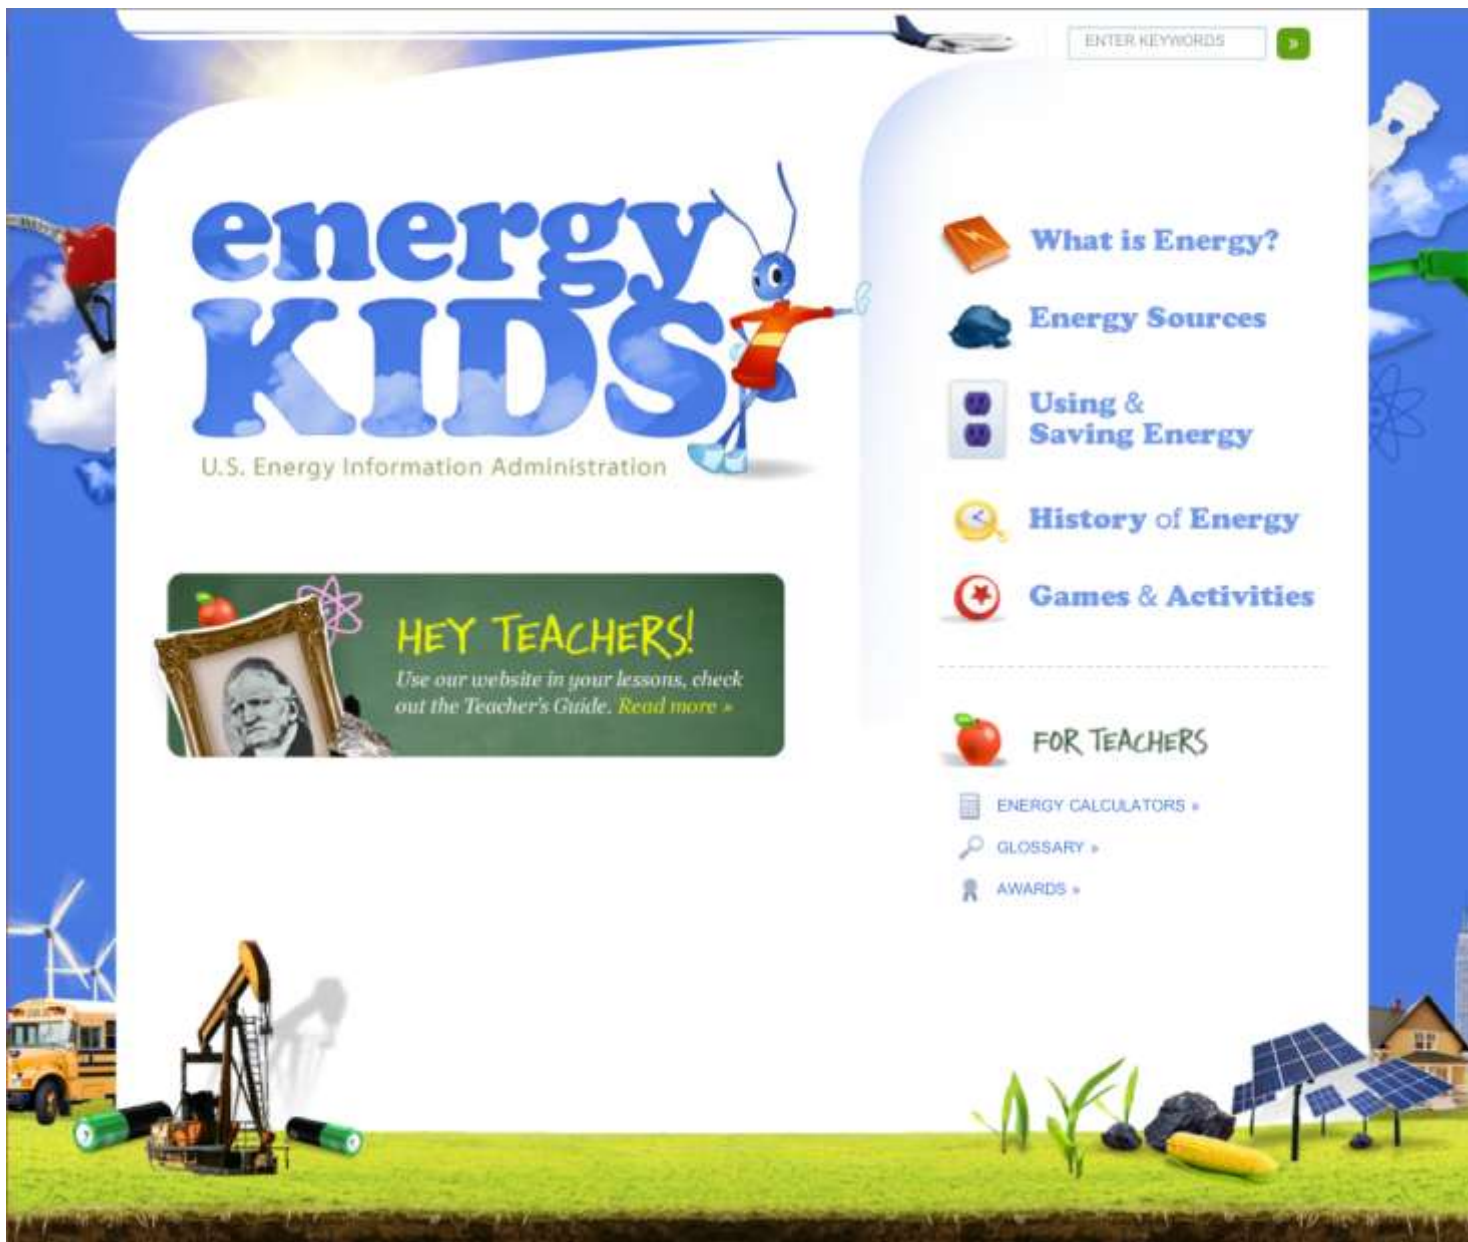 ENTER KEYWORDS
»
energy
KIDS
U.S. Energy Information Administration
What is Energy?
Energy Sources
Using &
Saving Energy
History of Energy
Games & Activities
HEY TEACHERS!
Use our website in your lessons, check
out the Teacher's Guide. Read more »
FOR TEACHERS
ENERGY CALCULATORS »
GLOSSARY »
AWARDS »